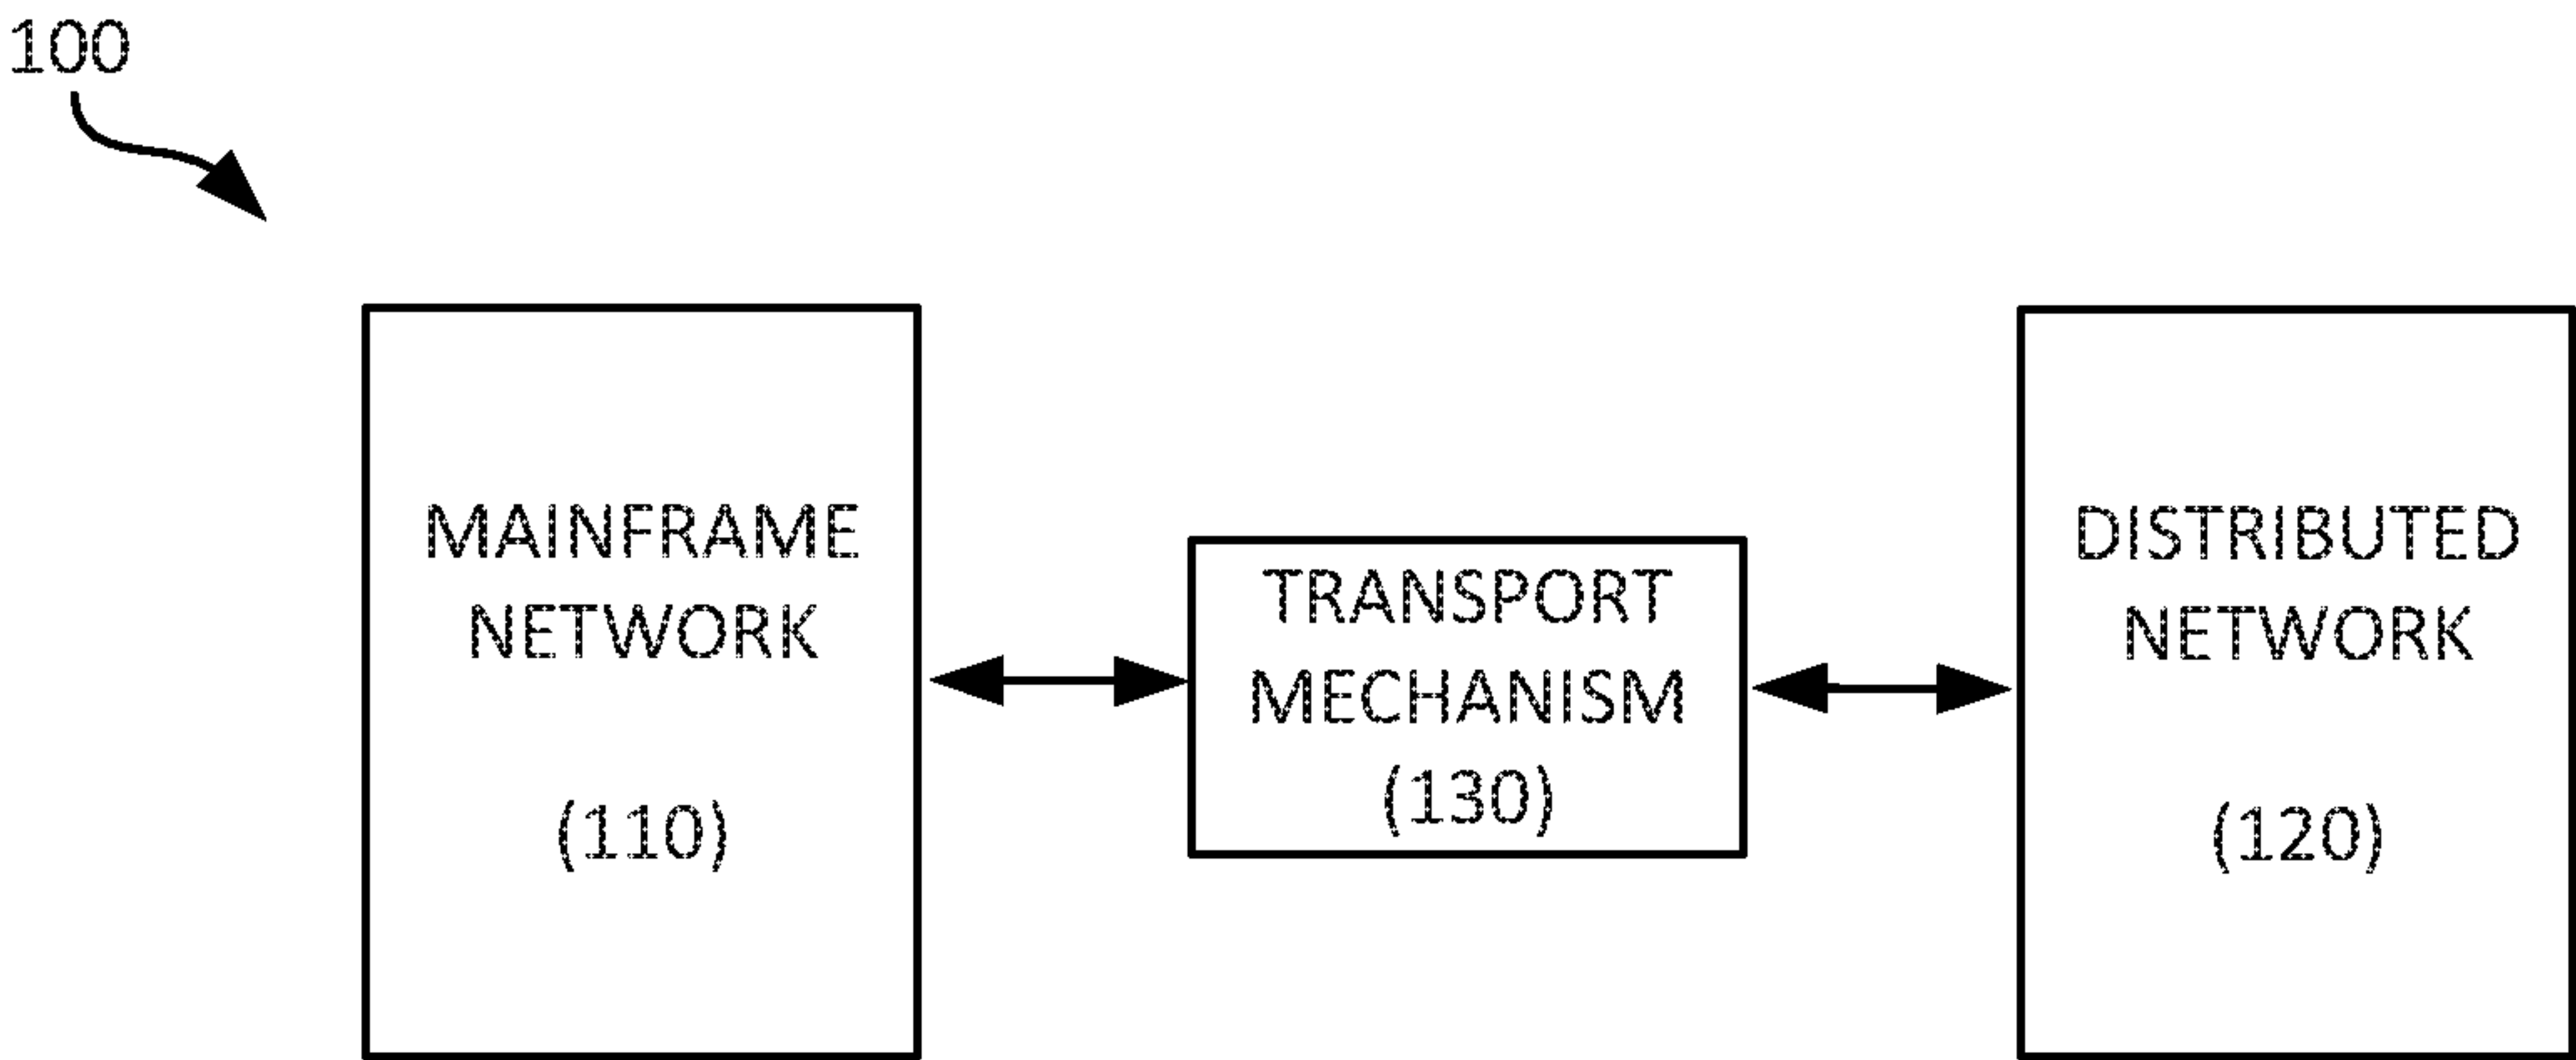 100
MAINFRAME
NETWORK
(110)
TRANSPORT
MECHANISM
(130)
DISTRIBUTED
NETWORK
(120)